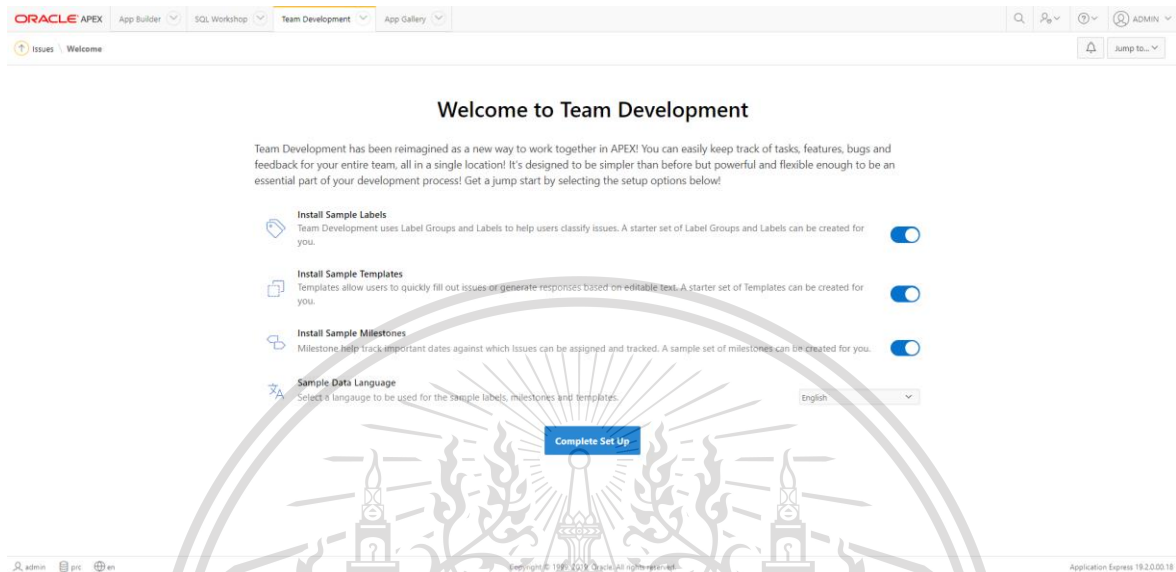 ORACLE APEX App Builder SQL Workshop Team Development App Gallery ADMIN
Issues \ Welcome Jump to...
Welcome to Team Development
Team Development has been reimagined as a new way to work together in APEX! You can easily keep track of tasks, features, bugs and
feedback for your entire team, all in a single location! It's designed to be simpler than before but powerful and flexible enough to be an
essential part of your development process! Get a jump start by selecting the setup options below!
Install Sample Labels
Team Development uses Label Groups and Labels to help users classify issues. A starter set of Label Groups and Labels can be created for
you.
Install Sample Templates
Templates allow users to quickly fill out issues or generate responses based on editable text. A starter set of Templates can be created for
you.
Install Sample Milestones
Milestone help track important dates against which Issues can be assigned and tracked. A sample set of milestones can be created for you.
Sample Data Language
Select a langauge to be used for the sample labels, milestones and templates. English
Complete Set Up
admin prc en Copyright © 1999, 2019, Oracle. All rights reserved. Application Express 19.2.0.00.18